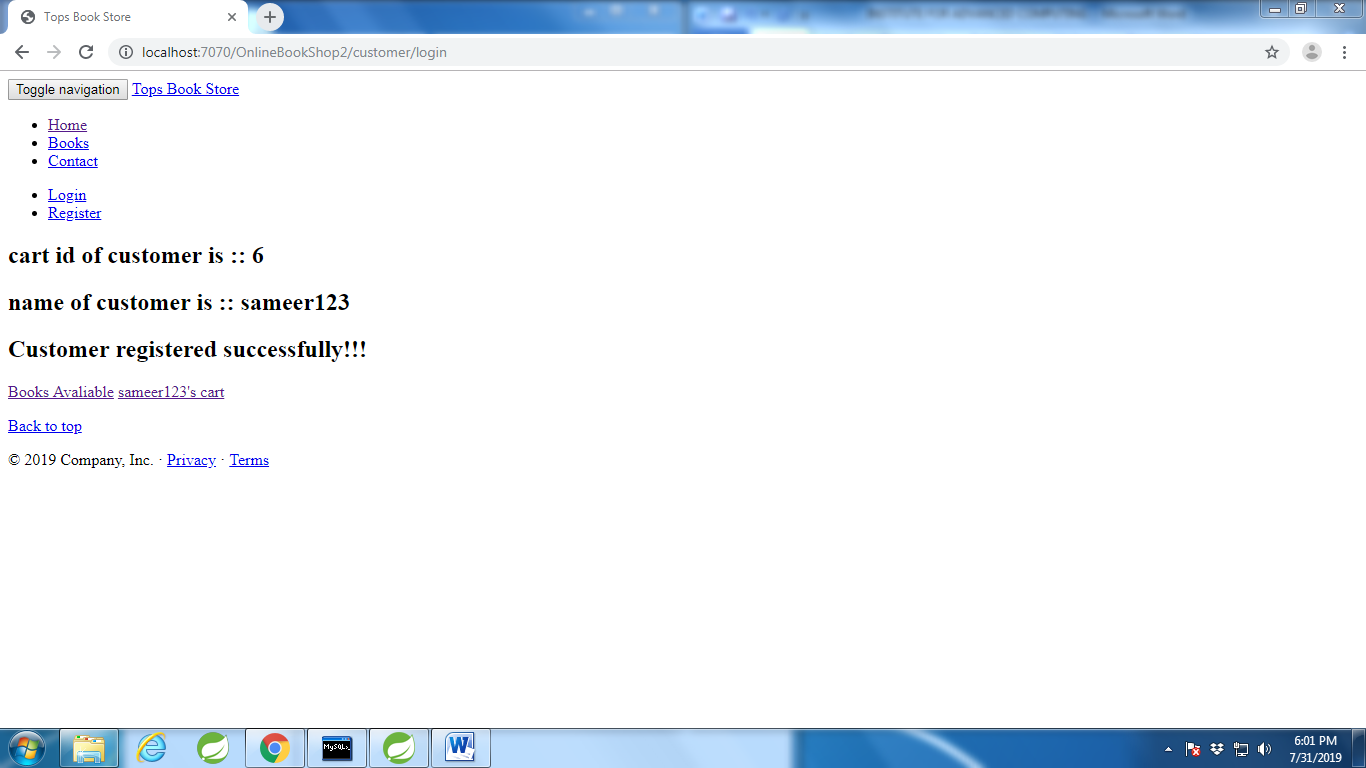 Tops Book Store
localhost:7070/OnlineBookShop2/customer/login
Toggle navigation Tops Book Store
Home
Books
Contact
Login
Register
cart id of customer is :: 6
name of customer is :: sameer123
Customer registered successfully!!!
Books Avaliable sameer123's cart
Back to top
© 2019 Company, Inc. · Privacy · Terms
6:01 PM
7/31/2019